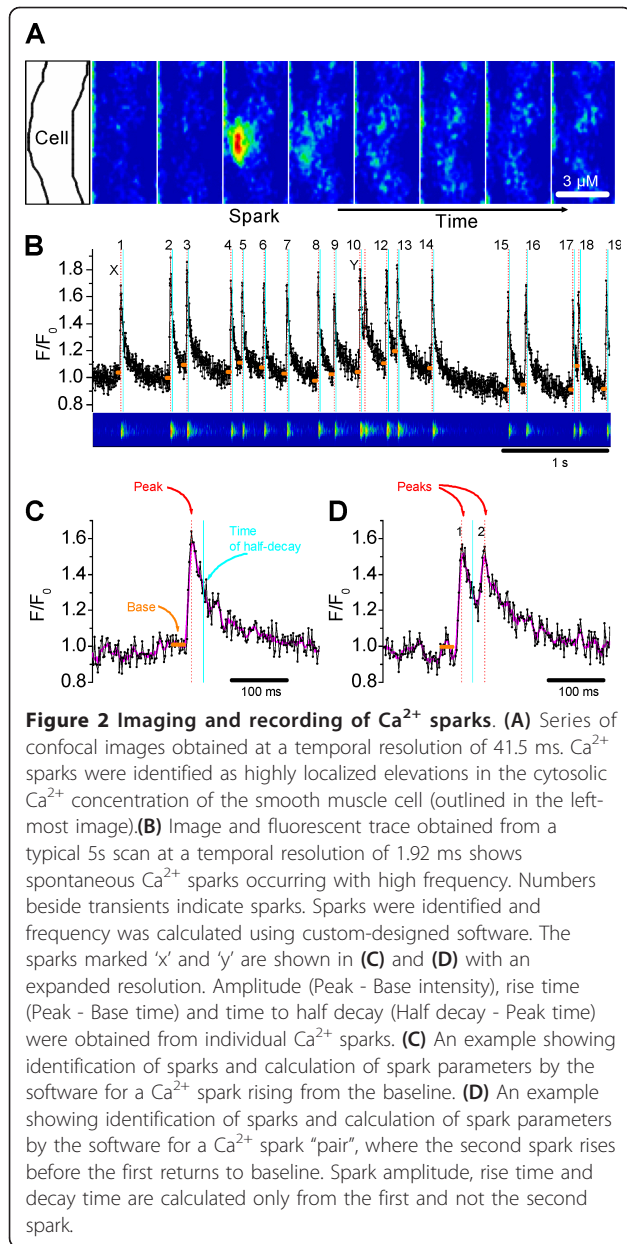 A
Cell
3 µM
Spark
Time
B
1 2 3 4 5 6 7 8 9 10 12 13 14 15 16 17 18 19
X
Y
1.8
1.6
1.4
1.2
1.0
0.8
F/F0
1 s
C
Peak
Time
of half-decay
Base
1.6
1.4
1.2
1.0
0.8
F/F0
100 ms
D
Peaks
1 2
1.6
1.4
1.2
1.0
0.8
F/F0
100 ms
Figure 2 Imaging and recording of Ca2+ sparks. (A) Series of
confocal images obtained at a temporal resolution of 41.5 ms. Ca2+
sparks were identified as highly localized elevations in the cytosolic
Ca2+ concentration of the smooth muscle cell (outlined in the left-
most image).(B) Image and fluorescent trace obtained from a
typical 5s scan at a temporal resolution of 1.92 ms shows
spontaneous Ca2+ sparks occurring with high frequency. Numbers
beside transients indicate sparks. Sparks were identified and
frequency was calculated using custom-designed software. The
sparks marked ‘x’ and ‘y’ are shown in (C) and (D) with an
expanded resolution. Amplitude (Peak - Base intensity), rise time
(Peak - Base time) and time to half decay (Half decay - Peak time)
were obtained from individual Ca2+ sparks. (C) An example showing
identification of sparks and calculation of spark parameters by the
software for a Ca2+ spark rising from the baseline. (D) An example
showing identification of sparks and calculation of spark parameters
by the software for a Ca2+ spark “pair”, where the second spark rises
before the first returns to baseline. Spark amplitude, rise time and
decay time are calculated only from the first and not the second
spark.